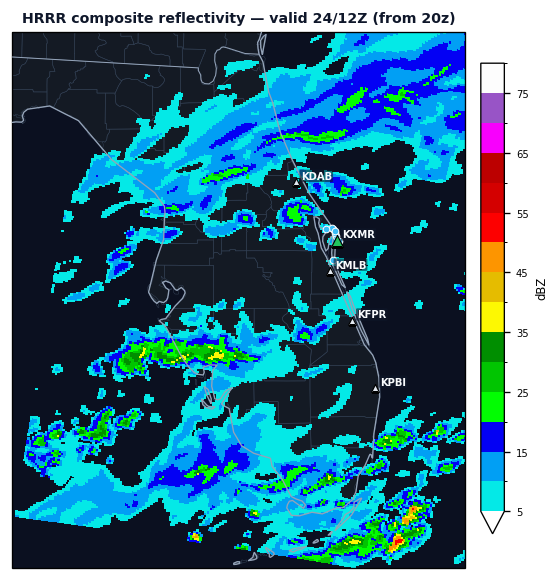 HRRR composite reflectivity — valid 24/12Z (from 20z)
KDAB
KXMR
KMLB
KFPR
KPBI
75
65
55
45
35
25
15
5
dBZ